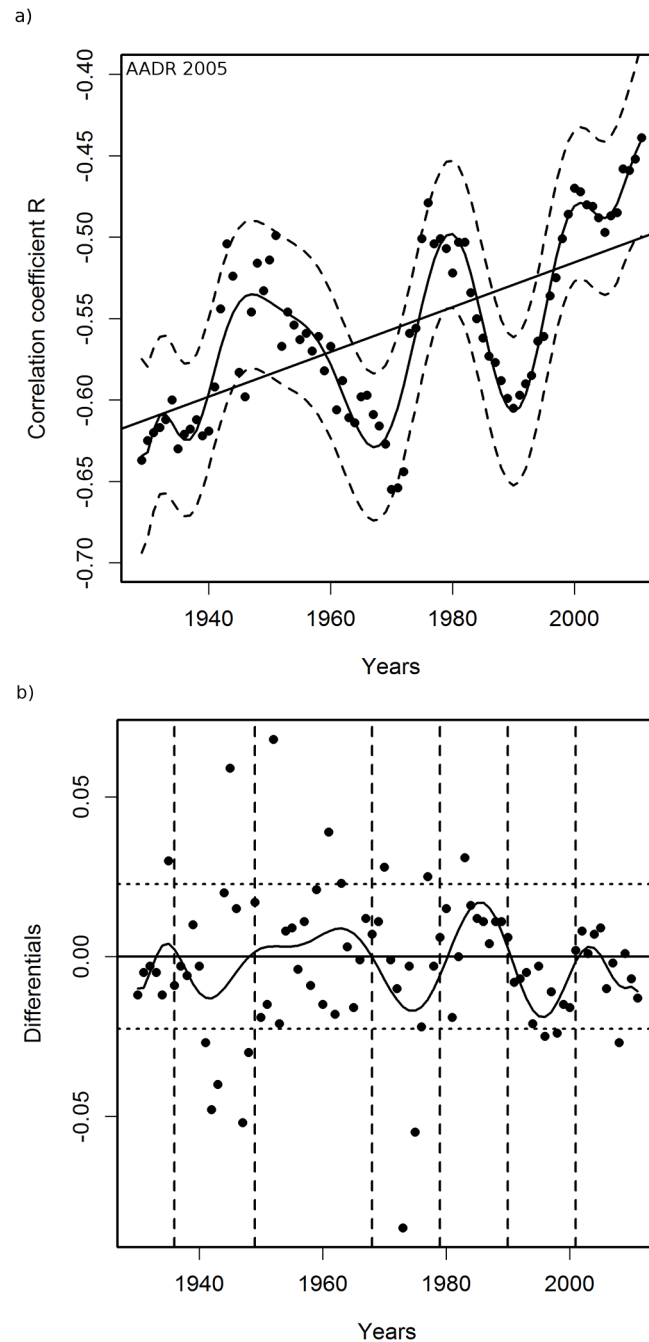 a)
AADR 2005
Correlation coefficient R
-0.40
-0.45
-0.50
-0.55
-0.60
-0.65
-0.70
1940 1960 1980 2000
Years
b)
Differentials
0.05
0.00
-0.05
1940 1960 1980 2000
Years